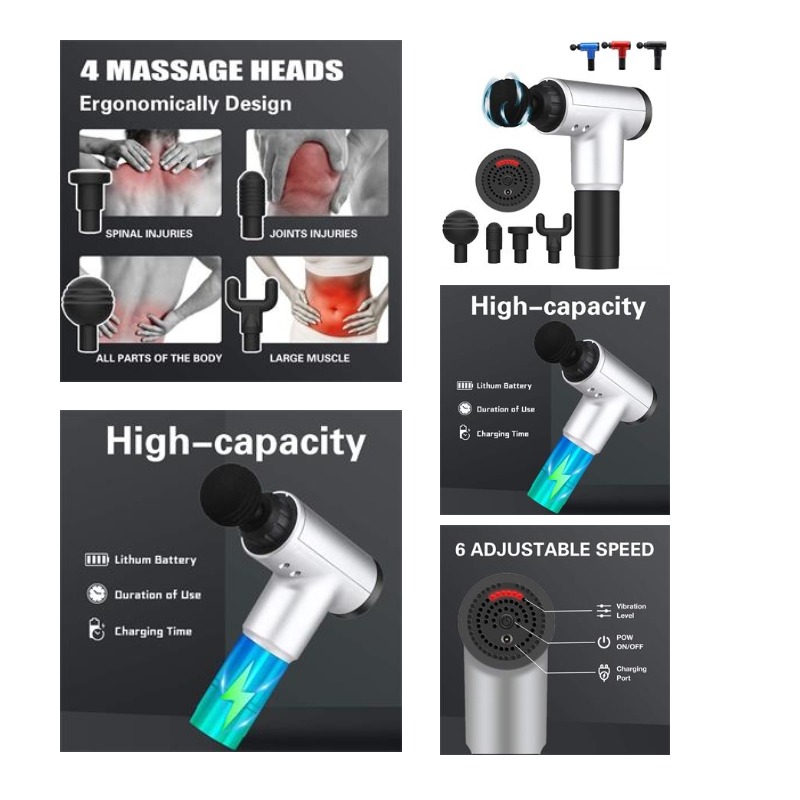 4 MASSAGE HEADS
Ergonomically Design
SPINAL INJURIES
JOINTS INJURIES
ALL PARTS OF THE BODY
LARGE MUSCLE
High-capacity
Lithum Battery
Duration of Use
Charging Time
High-capacity
Lithum Battery
Duration of Use
Charging Time
6 ADJUSTABLE SPEED
Vibration
Level
POW
ON/OFF
Charging
Port